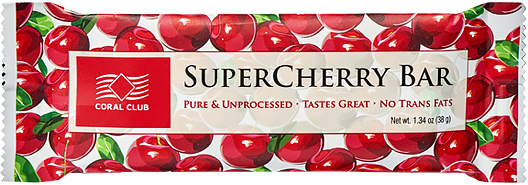 CORAL CLUB
SUPERCHERRY BAR
PURE & UNPROCESSED · TASTES GREAT · NO TRANS FATS
Net wt. 1.34 oz (38 g)